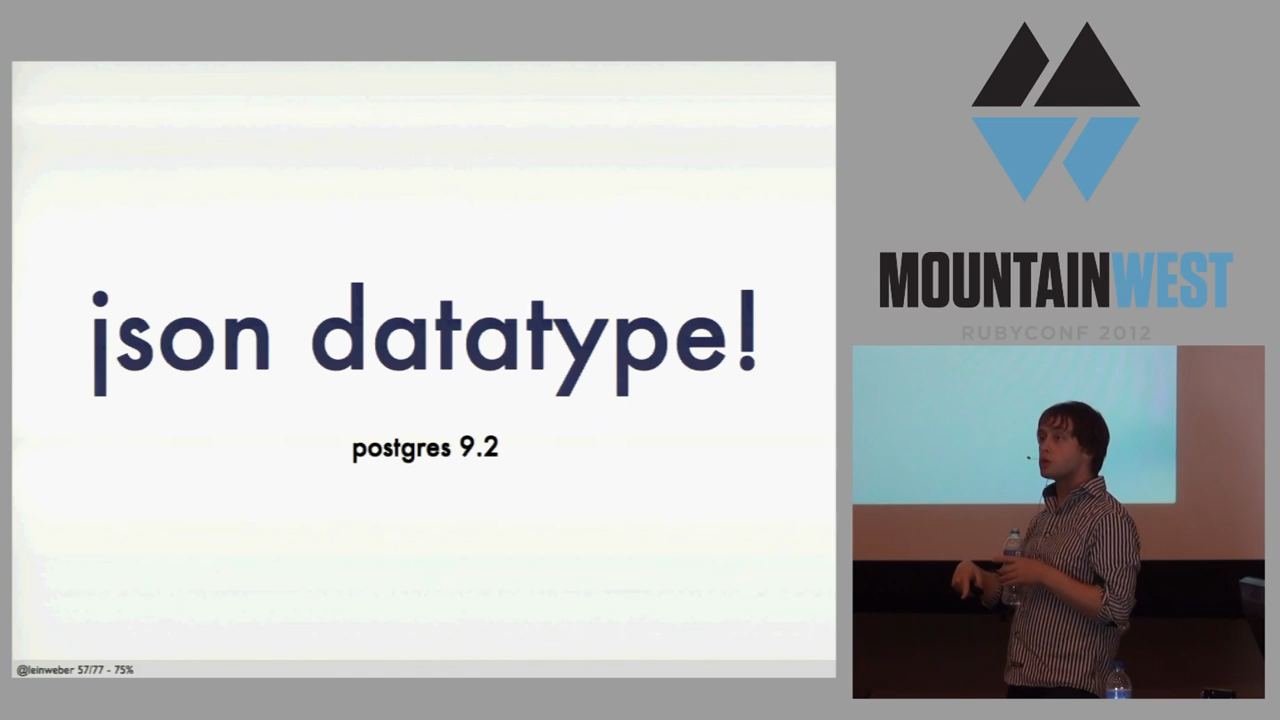 json datatype!
postgres 9.2
@leinweber 57/77 - 75%
MOUNTAINWEST
RUBYCONF 2012